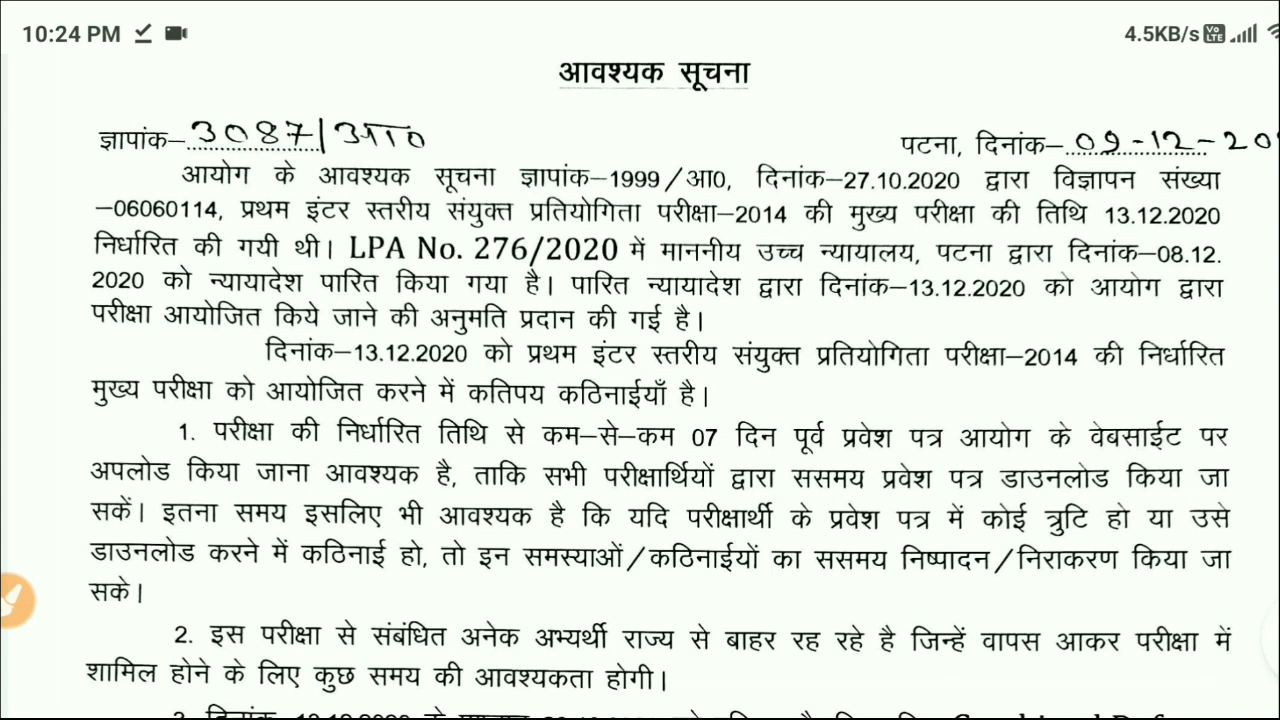 10:24 PM 4.5KB/s Vo LTE
आवश्यक सूचना
ज्ञापांक–3087/आ0 पटना, दिनांक–09-12-20
आयोग के आवश्यक सूचना ज्ञापांक–1999/आ0, दिनांक–27.10.2020 द्वारा विज्ञापन संख्या
–06060114, प्रथम इंटर स्तरीय संयुक्त प्रतियोगिता परीक्षा–2014 की मुख्य परीक्षा की तिथि 13.12.2020
निर्धारित की गयी थी। LPA No. 276/2020 में माननीय उच्च न्यायालय, पटना द्वारा दिनांक–08.12.
2020 को न्यायादेश पारित किया गया है। पारित न्यायादेश द्वारा दिनांक–13.12.2020 को आयोग द्वारा
परीक्षा आयोजित किये जाने की अनुमति प्रदान की गई है।
दिनांक–13.12.2020 को प्रथम इंटर स्तरीय संयुक्त प्रतियोगिता परीक्षा–2014 की निर्धारित
मुख्य परीक्षा को आयोजित करने में कतिपय कठिनाईयाँ है।
1. परीक्षा की निर्धारित तिथि से कम–से–कम 07 दिन पूर्व प्रवेश पत्र आयोग के वेबसाईट पर
अपलोड किया जाना आवश्यक है, ताकि सभी परीक्षार्थियों द्वारा ससमय प्रवेश पत्र डाउनलोड किया जा
सकें। इतना समय इसलिए भी आवश्यक है कि यदि परीक्षार्थी के प्रवेश पत्र में कोई त्रुटि हो या उसे
डाउनलोड करने में कठिनाई हो, तो इन समस्याओं/कठिनाईयों का ससमय निष्पादन/निराकरण किया जा
सके।
2. इस परीक्षा से संबंधित अनेक अभ्यर्थी राज्य से बाहर रह रहे है जिन्हें वापस आकर परीक्षा में
शामिल होने के लिए कुछ समय की आवश्यकता होगी।